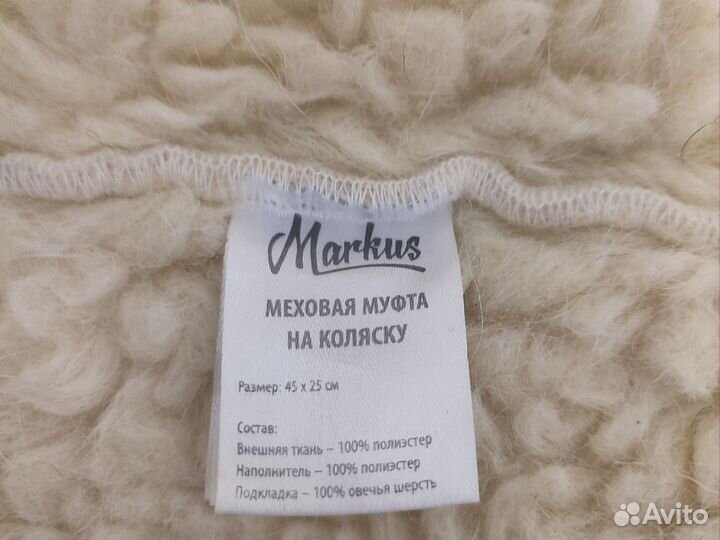 Markus
МЕХОВАЯ МУФТА
НА КОЛЯСКУ
Размер: 45 х 25 см
Состав:
Внешняя ткань – 100% полиэстер
Наполнитель – 100% полиэстер
Подкладка – 100% овечья шерсть
Avito